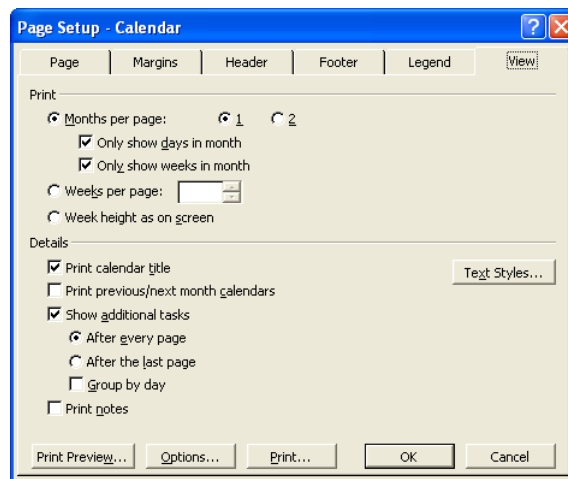 Page Setup - Calendar
Page Margins Header Footer Legend View
Print
Months per page: 1 2
Only show days in month
Only show weeks in month
Weeks per page:
Week height as on screen
Details
Print calendar title
Text Styles...
Print previous/next month calendars
Show additional tasks
After every page
After the last page
Group by day
Print notes
Print Preview... Options... Print... OK Cancel